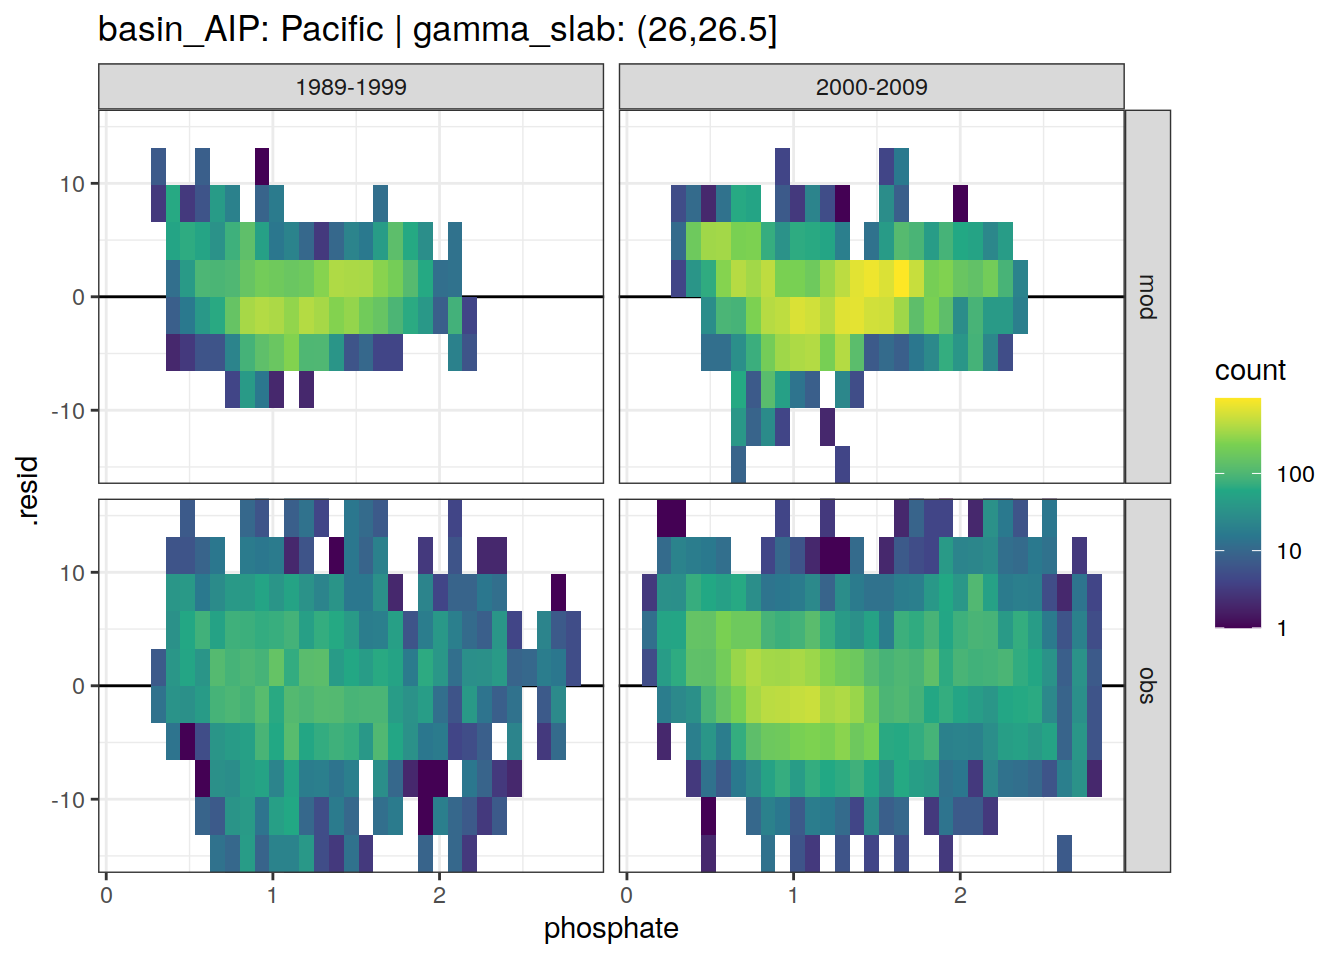 basin_AIP: Pacific | gamma_slab: (26,26.5]
1989-1999
2000-2009
10
0
-10
mod
10
0
-10
obs
.resid
0
1
2
0
1
2
phosphate
count
100
10
1